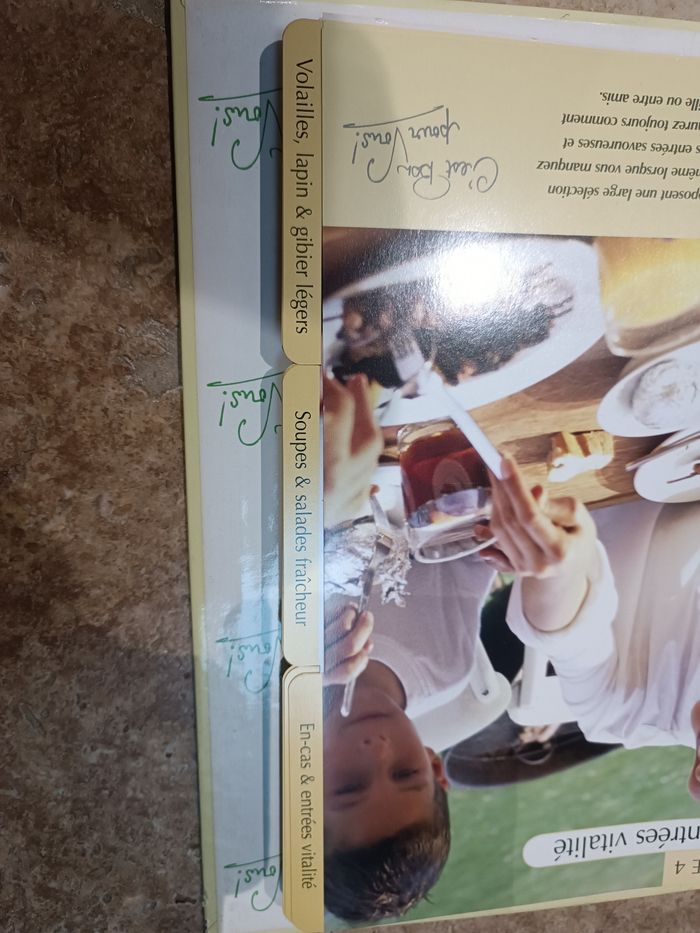 E 4
ntrées vitalité
posent une large sélection
ême lorsque vous manquez
s entrées savoureuses et
urez toujours comment
ille ou entre amis.
C'est Bon
pour Vous!
Volailles, lapin & gibier légers
Soupes & salades fraîcheur
En-cas & entrées vitalité
Vous!
Vous!
Vous!
Vous!